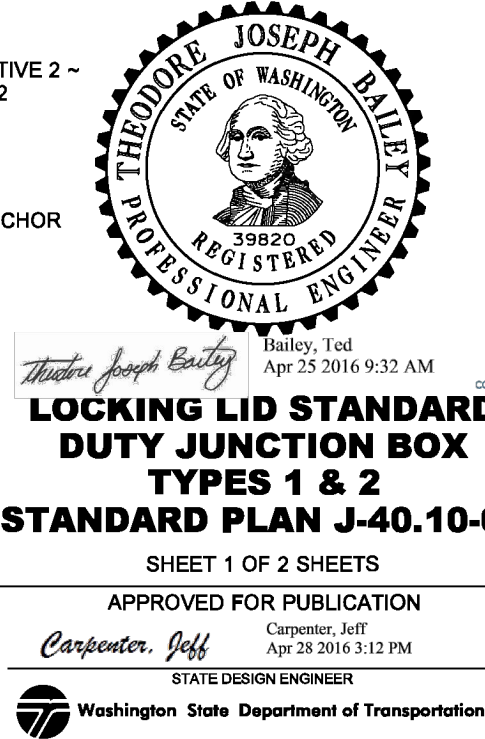 TIVE 2 ~
2
CHOR
THEODORE JOSEPH BAILEY
STATE OF WASHINGTON
39820
REGISTERED
PROFESSIONAL ENGINEER
Theodore Joseph Bailey
Bailey, Ted
Apr 25 2016 9:32 AM
LOCKING LID STANDARD
DUTY JUNCTION BOX
TYPES 1 & 2
STANDARD PLAN J-40.10-
SHEET 1 OF 2 SHEETS
APPROVED FOR PUBLICATION
Carpenter, Jeff
Carpenter, Jeff
Apr 28 2016 3:12 PM
STATE DESIGN ENGINEER
Washington State Department of Transportation